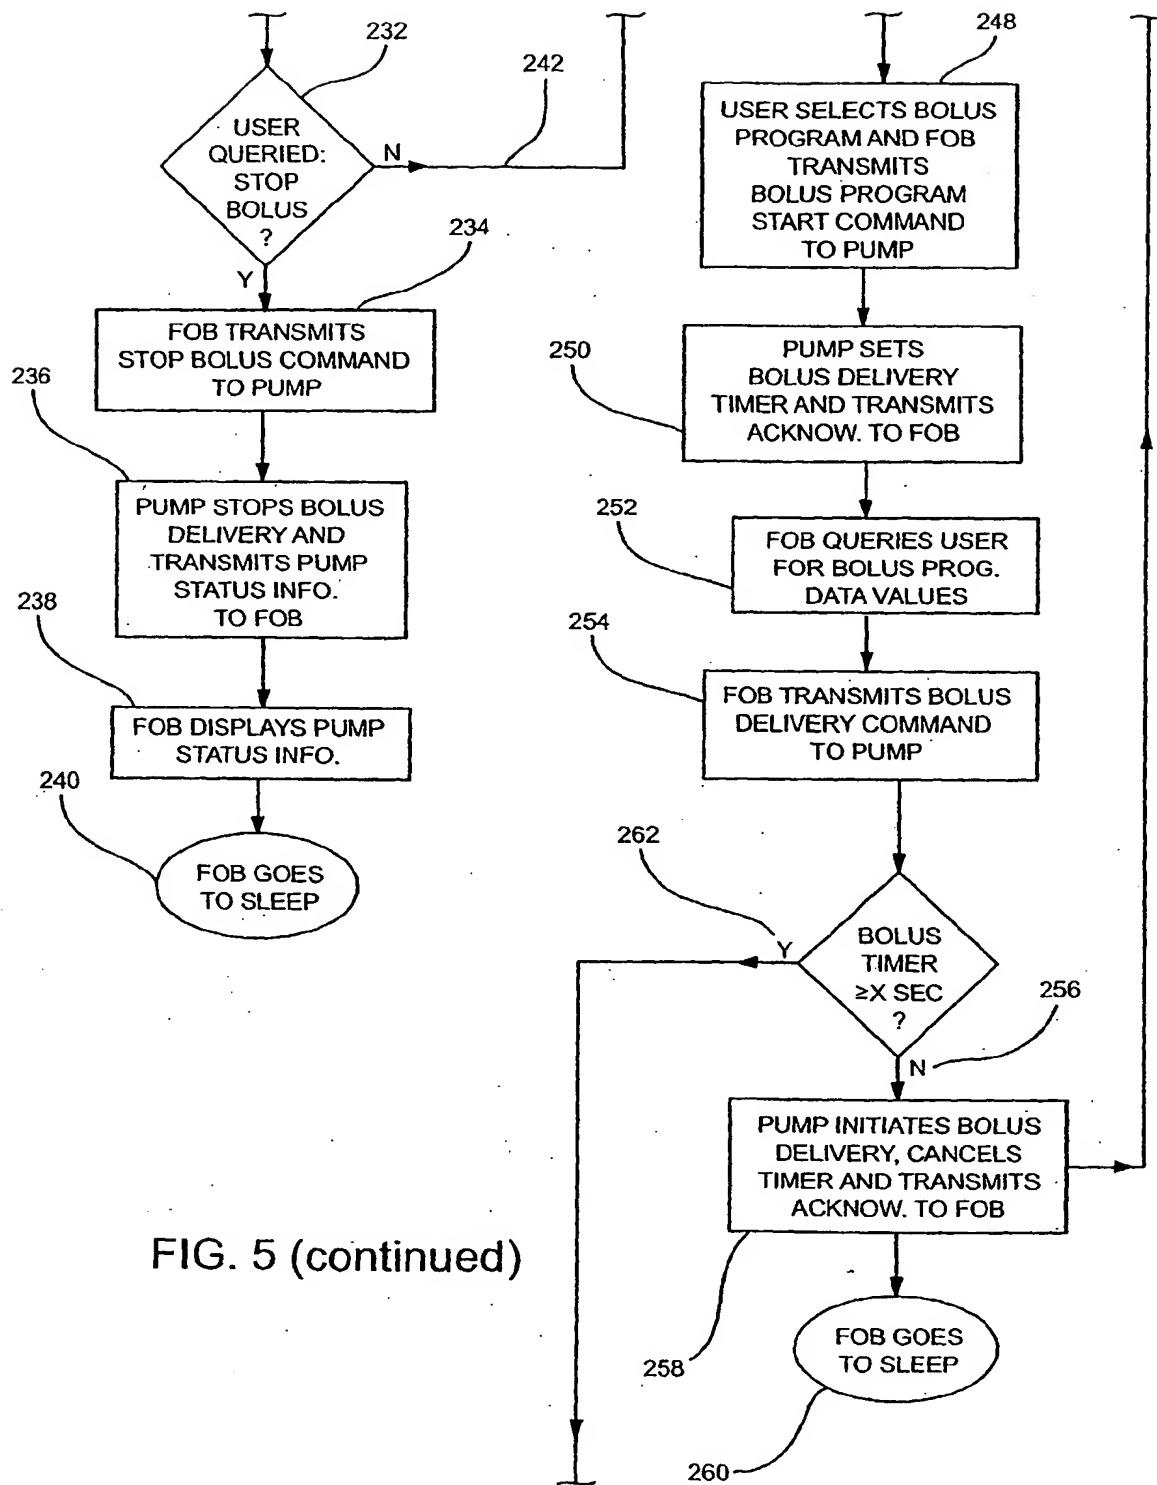 232
USER
QUERIED:
STOP
BOLUS
?
N
242
Y
234
FOB TRANSMITS
STOP BOLUS COMMAND
TO PUMP
236
PUMP STOPS BOLUS
DELIVERY AND
TRANSMITS PUMP
STATUS INFO.
TO FOB
238
FOB DISPLAYS PUMP
STATUS INFO.
240
FOB GOES
TO SLEEP
248
USER SELECTS BOLUS
PROGRAM AND FOB
TRANSMITS
BOLUS PROGRAM
START COMMAND
TO PUMP
250
PUMP SETS
BOLUS DELIVERY
TIMER AND TRANSMITS
ACKNOW. TO FOB
252
FOB QUERIES USER
FOR BOLUS PROG.
DATA VALUES
254
FOB TRANSMITS BOLUS
DELIVERY COMMAND
TO PUMP
262
Y
BOLUS
TIMER
≥X SEC
?
256
N
PUMP INITIATES BOLUS
DELIVERY, CANCELS
TIMER AND TRANSMITS
ACKNOW. TO FOB
258
FOB GOES
TO SLEEP
260
FIG. 5 (continued)